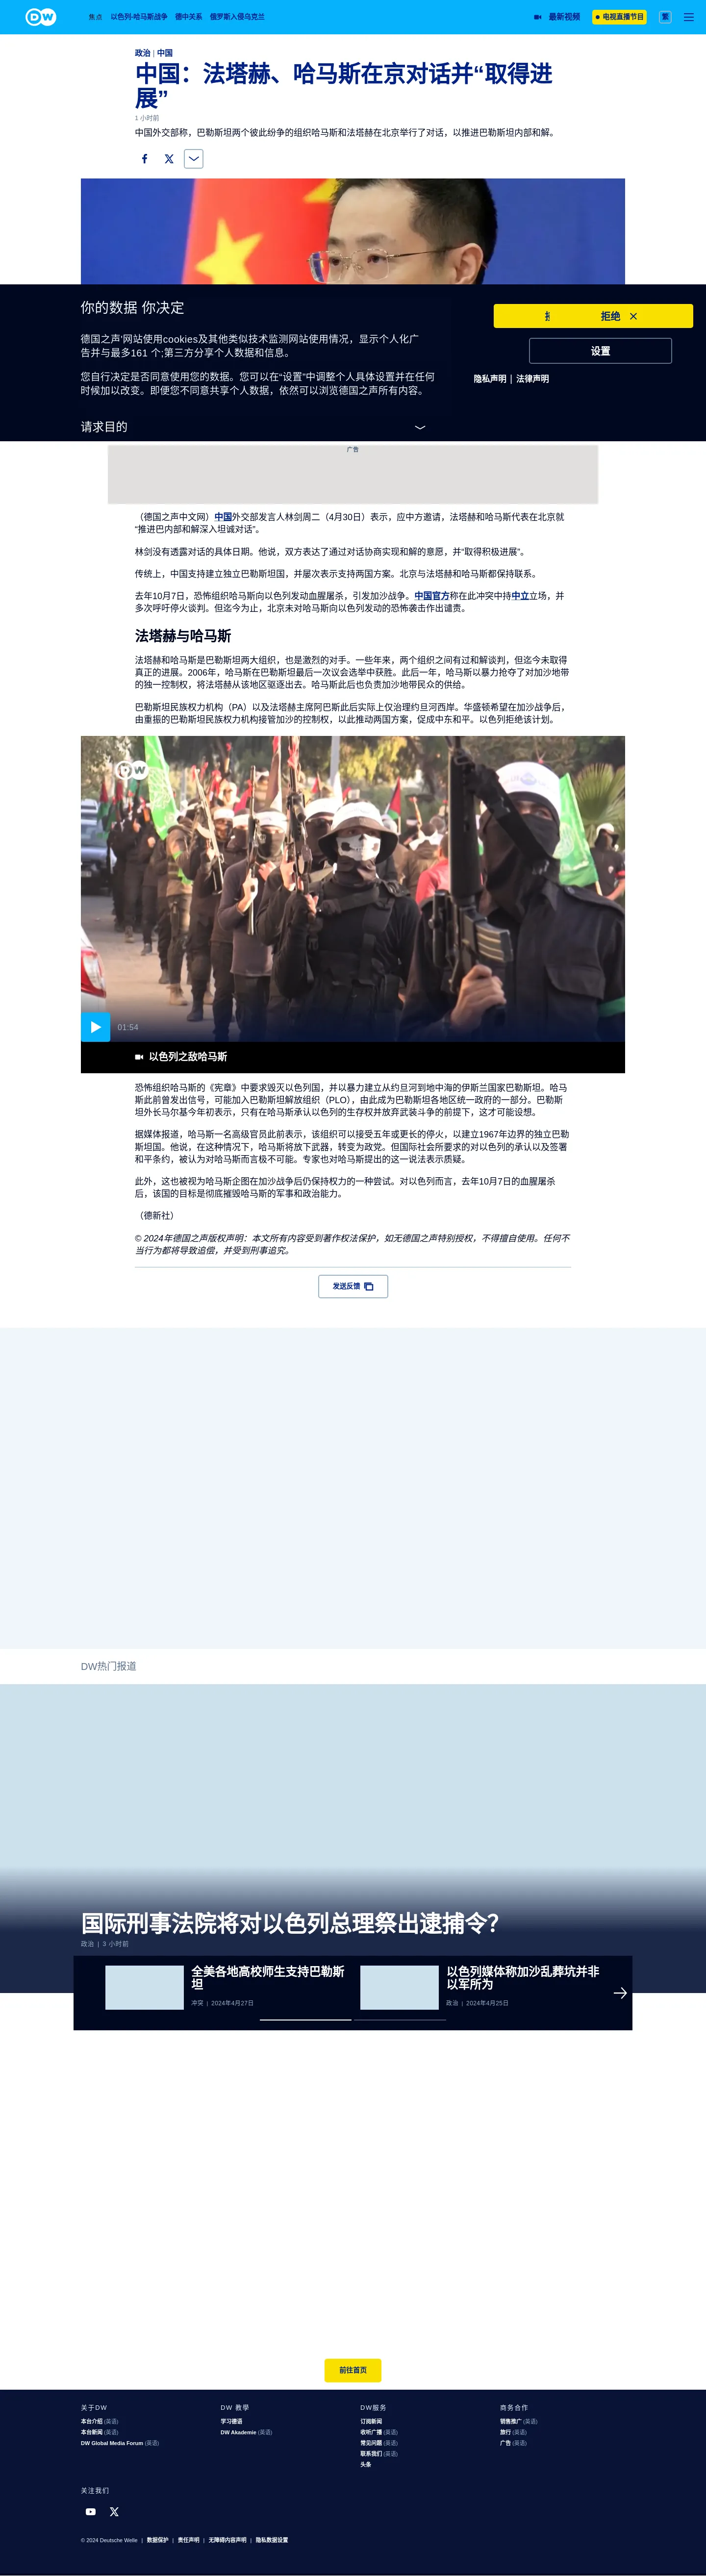 DW
焦点 以色列-哈马斯战争 德中关系 俄罗斯入侵乌克兰
最新视频 电视直播节目 繁
政治 | 中国
中国：法塔赫、哈马斯在京对话并“取得进
展”
1 小时前
中国外交部称，巴勒斯坦两个彼此纷争的组织哈马斯和法塔赫在北京举行了对话，以推进巴勒斯坦内部和解。
你的数据 你决定
德国之声'网站使用cookies及其他类似技术监测网站使用情况，显示个人化广
告并与最多161 个;第三方分享个人数据和信息。
您自行决定是否同意使用您的数据。您可以在“设置”中调整个人具体设置并在任何
时候加以改变。即便您不同意共享个人数据，依然可以浏览德国之声所有内容。
拒绝
设置
隐私声明 | 法律声明
请求目的
广告
（德国之声中文网）中国外交部发言人林剑周二（4月30日）表示，应中方邀请，法塔赫和哈马斯代表在北京就
“推进巴内部和解深入坦诚对话”。
林剑没有透露对话的具体日期。他说，双方表达了通过对话协商实现和解的意愿，并“取得积极进展”。
传统上，中国支持建立独立巴勒斯坦国，并屡次表示支持两国方案。北京与法塔赫和哈马斯都保持联系。
去年10月7日，恐怖组织哈马斯向以色列发动血腥屠杀，引发加沙战争。中国官方称在此冲突中持中立立场，并
多次呼吁停火谈判。但迄今为止，北京未对哈马斯向以色列发动的恐怖袭击作出谴责。
法塔赫与哈马斯
法塔赫和哈马斯是巴勒斯坦两大组织，也是激烈的对手。一些年来，两个组织之间有过和解谈判，但迄今未取得
真正的进展。2006年，哈马斯在巴勒斯坦最后一次议会选举中获胜。此后一年，哈马斯以暴力抢夺了对加沙地带
的独一控制权，将法塔赫从该地区驱逐出去。哈马斯此后也负责加沙地带民众的供给。
巴勒斯坦民族权力机构（PA）以及法塔赫主席阿巴斯此后实际上仅治理约旦河西岸。华盛顿希望在加沙战争后，
由重振的巴勒斯坦民族权力机构接管加沙的控制权，以此推动两国方案，促成中东和平。以色列拒绝该计划。
DW
01:54
以色列之敌哈马斯
恐怖组织哈马斯的《宪章》中要求毁灭以色列国，并以暴力建立从约旦河到地中海的伊斯兰国家巴勒斯坦。哈马
斯此前曾发出信号，可能加入巴勒斯坦解放组织（PLO），由此成为巴勒斯坦各地区统一政府的一部分。巴勒斯
坦外长马尔基今年初表示，只有在哈马斯承认以色列的生存权并放弃武装斗争的前提下，这才可能设想。
据媒体报道，哈马斯一名高级官员此前表示，该组织可以接受五年或更长的停火，以建立1967年边界的独立巴勒
斯坦国。他说，在这种情况下，哈马斯将放下武器，转变为政党。但国际社会所要求的对以色列的承认以及签署
和平条约，被认为对哈马斯而言极不可能。专家也对哈马斯提出的这一说法表示质疑。
此外，这也被视为哈马斯企图在加沙战争后仍保持权力的一种尝试。对以色列而言，去年10月7日的血腥屠杀
后，该国的目标是彻底摧毁哈马斯的军事和政治能力。
（德新社）
© 2024年德国之声版权声明：本文所有内容受到著作权法保护，如无德国之声特别授权，不得擅自使用。任何不
当行为都将导致追偿，并受到刑事追究。
发送反馈
DW热门报道
国际刑事法院将对以色列总理祭出逮捕令？
政治 | 3 小时前
全美各地高校师生支持巴勒斯
坦
冲突 | 2024年4月27日
以色列媒体称加沙乱葬坑并非
以军所为
政治 | 2024年4月25日
前往首页
关于DW
本台介绍 (英语)
本台新闻 (英语)
DW Global Media Forum (英语)
DW 教学
学习德语
DW Akademie (英语)
DW服务
订阅新闻
收听广播 (英语)
常见问题 (英语)
联系我们 (英语)
头条
商务合作
销售推广 (英语)
旅行 (英语)
广告 (英语)
关注我们
© 2024 Deutsche Welle | 数据保护 | 责任声明 | 无障碍内容声明 | 隐私数据设置